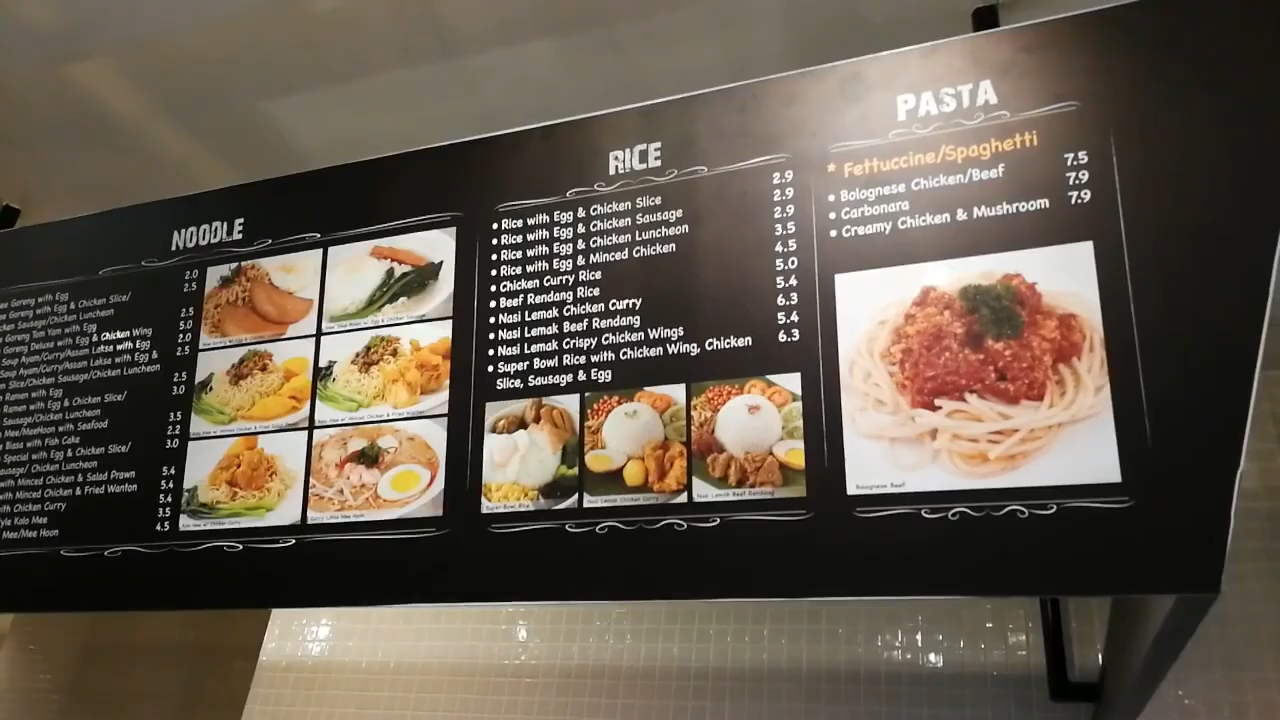 NOODLE
Goreng with Egg 2.0
Goreng with Egg & Chicken Slice/ 2.5
Chicken Sausage/Chicken Luncheon
Goreng Tom Yam with Egg 2.5
Goreng Deluxe with Egg & Chicken Wing 5.0
Soup Ayam/Curry/Assam Laksa with Egg 2.0
Soup Ayam/Curry/Assam Laksa with Egg & 2.5
Slice/Chicken Sausage/Chicken Luncheon
Ramen with Egg 2.5
Ramen with Egg & Chicken Slice/ 3.0
Sausage/Chicken Luncheon
Mee/MeeHoon with Seafood 3.5
Biasa with Fish Cake 2.2
Special with Egg & Chicken Slice/ 3.0
Sausage/ Chicken Luncheon
with Minced Chicken & Salad Prawn 5.4
with Minced Chicken & Fried Wanton 5.4
with Chicken Curry 5.4
Kolo Mee 3.5
Mee/Mee Hoon 4.5
RICE
• Rice with Egg & Chicken Slice 2.9
• Rice with Egg & Chicken Sausage 2.9
• Rice with Egg & Chicken Luncheon 2.9
• Rice with Egg & Minced Chicken 3.5
• Chicken Curry Rice 4.5
• Beef Rendang Rice 5.0
• Nasi Lemak Chicken Curry 5.4
• Nasi Lemak Beef Rendang 6.3
• Nasi Lemak Crispy Chicken Wings 5.4
• Super Bowl Rice with Chicken Wing, Chicken 6.3
Slice, Sausage & Egg
Super Bowl Rice
Nasi Lemak Chicken Curry
Nasi Lemak Beef Rendang
PASTA
* Fettuccine/Spaghetti
• Bolognese Chicken/Beef 7.5
• Carbonara 7.9
• Creamy Chicken & Mushroom 7.9
Bolognese Beef